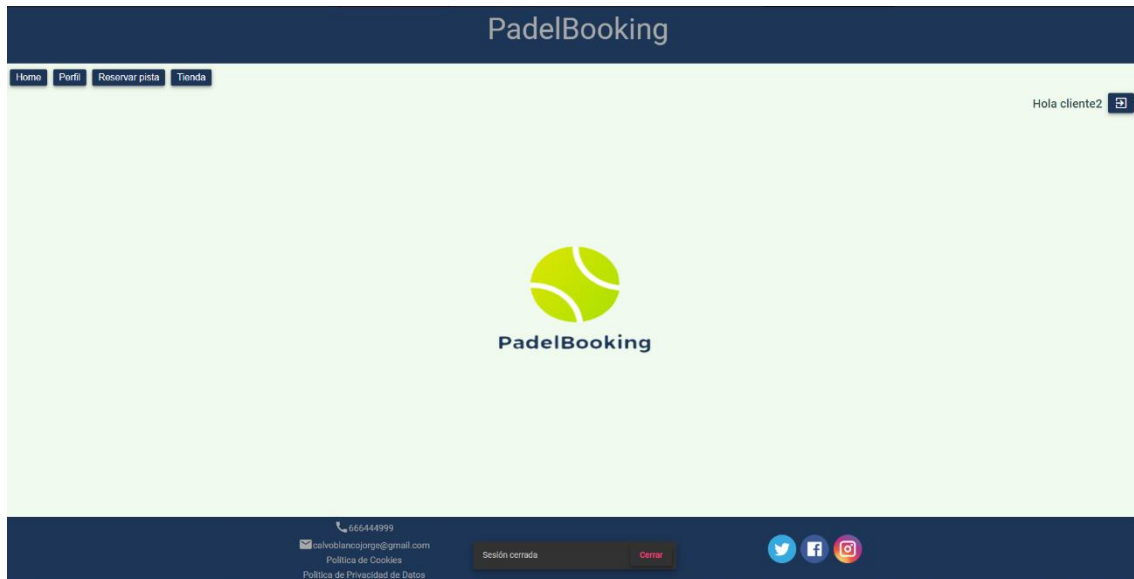 PadelBooking
Home Perfil Reservar pista Tienda
Hola cliente2
PadelBooking
666444999
calvoblancojorge@gmail.com
Política de Cookies
Política de Privacidad de Datos
Sesión cerrada Cerrar